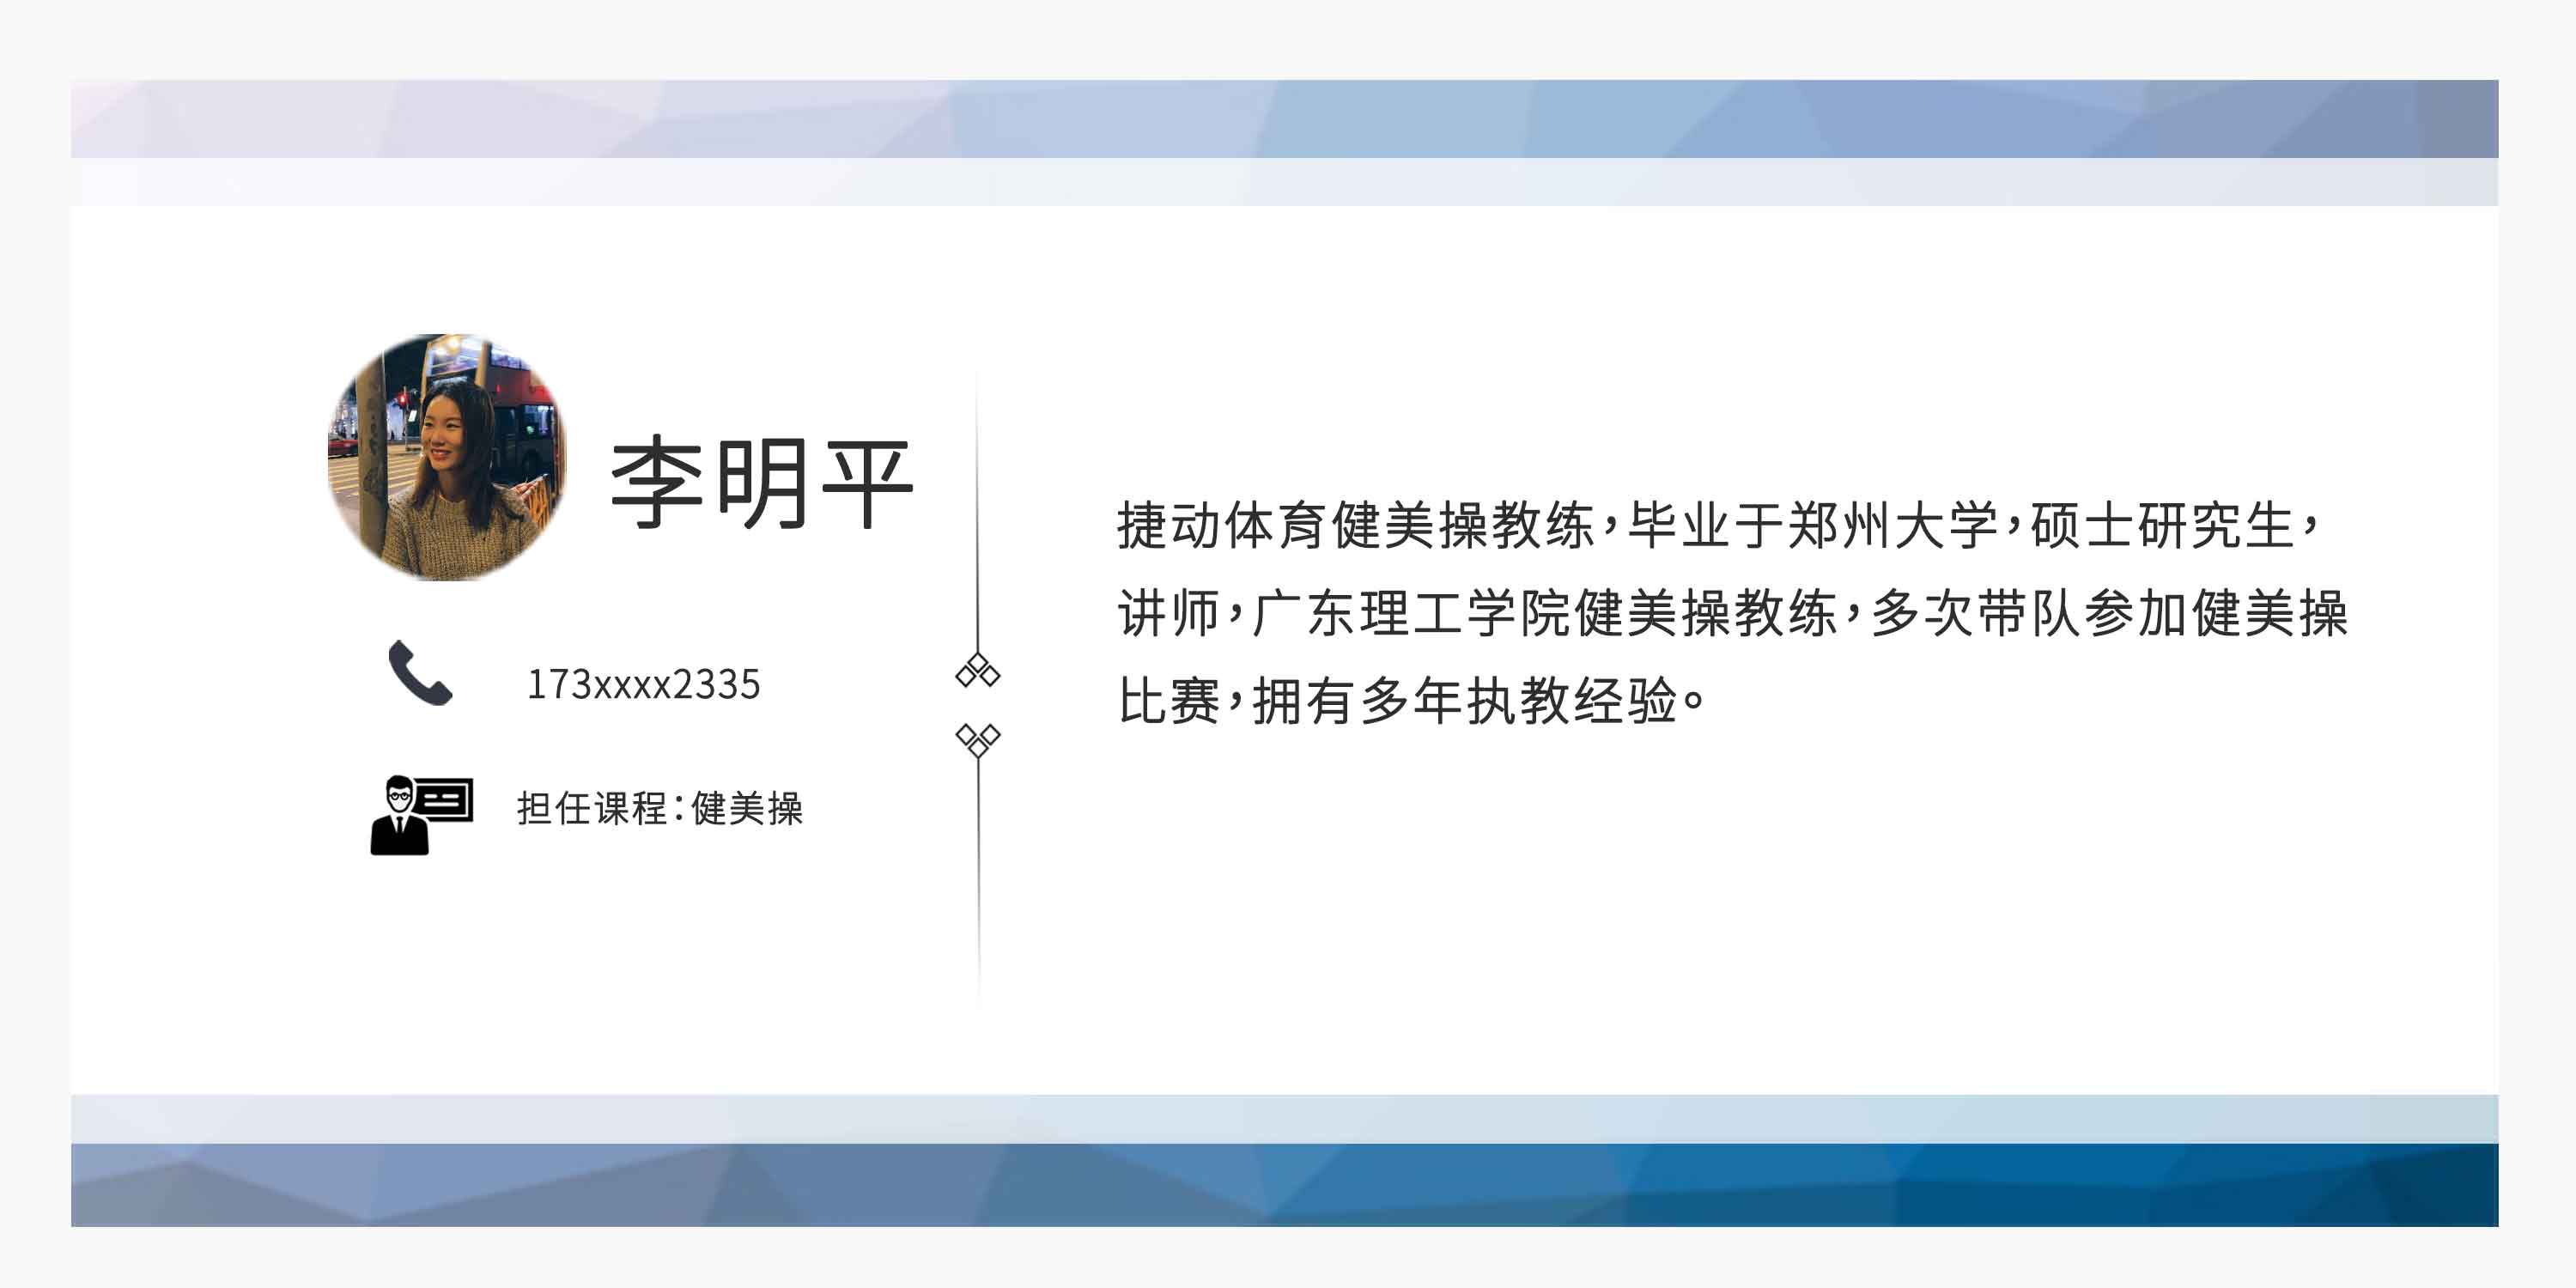 李明平
173xxxx2335
担任课程：健美操
捷动体育健美操教练，毕业于郑州大学，硕士研究生，
讲师，广东理工学院健美操教练，多次带队参加健美操
比赛，拥有多年执教经验。